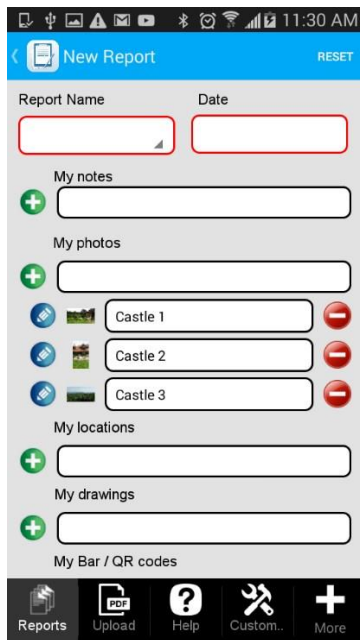 11:30 AM
New Report
RESET
Report Name
Date
My notes
My photos
Castle 1
Castle 2
Castle 3
My locations
My drawings
My Bar / QR codes
PDF
Reports
Upload
Help
Custom..
More